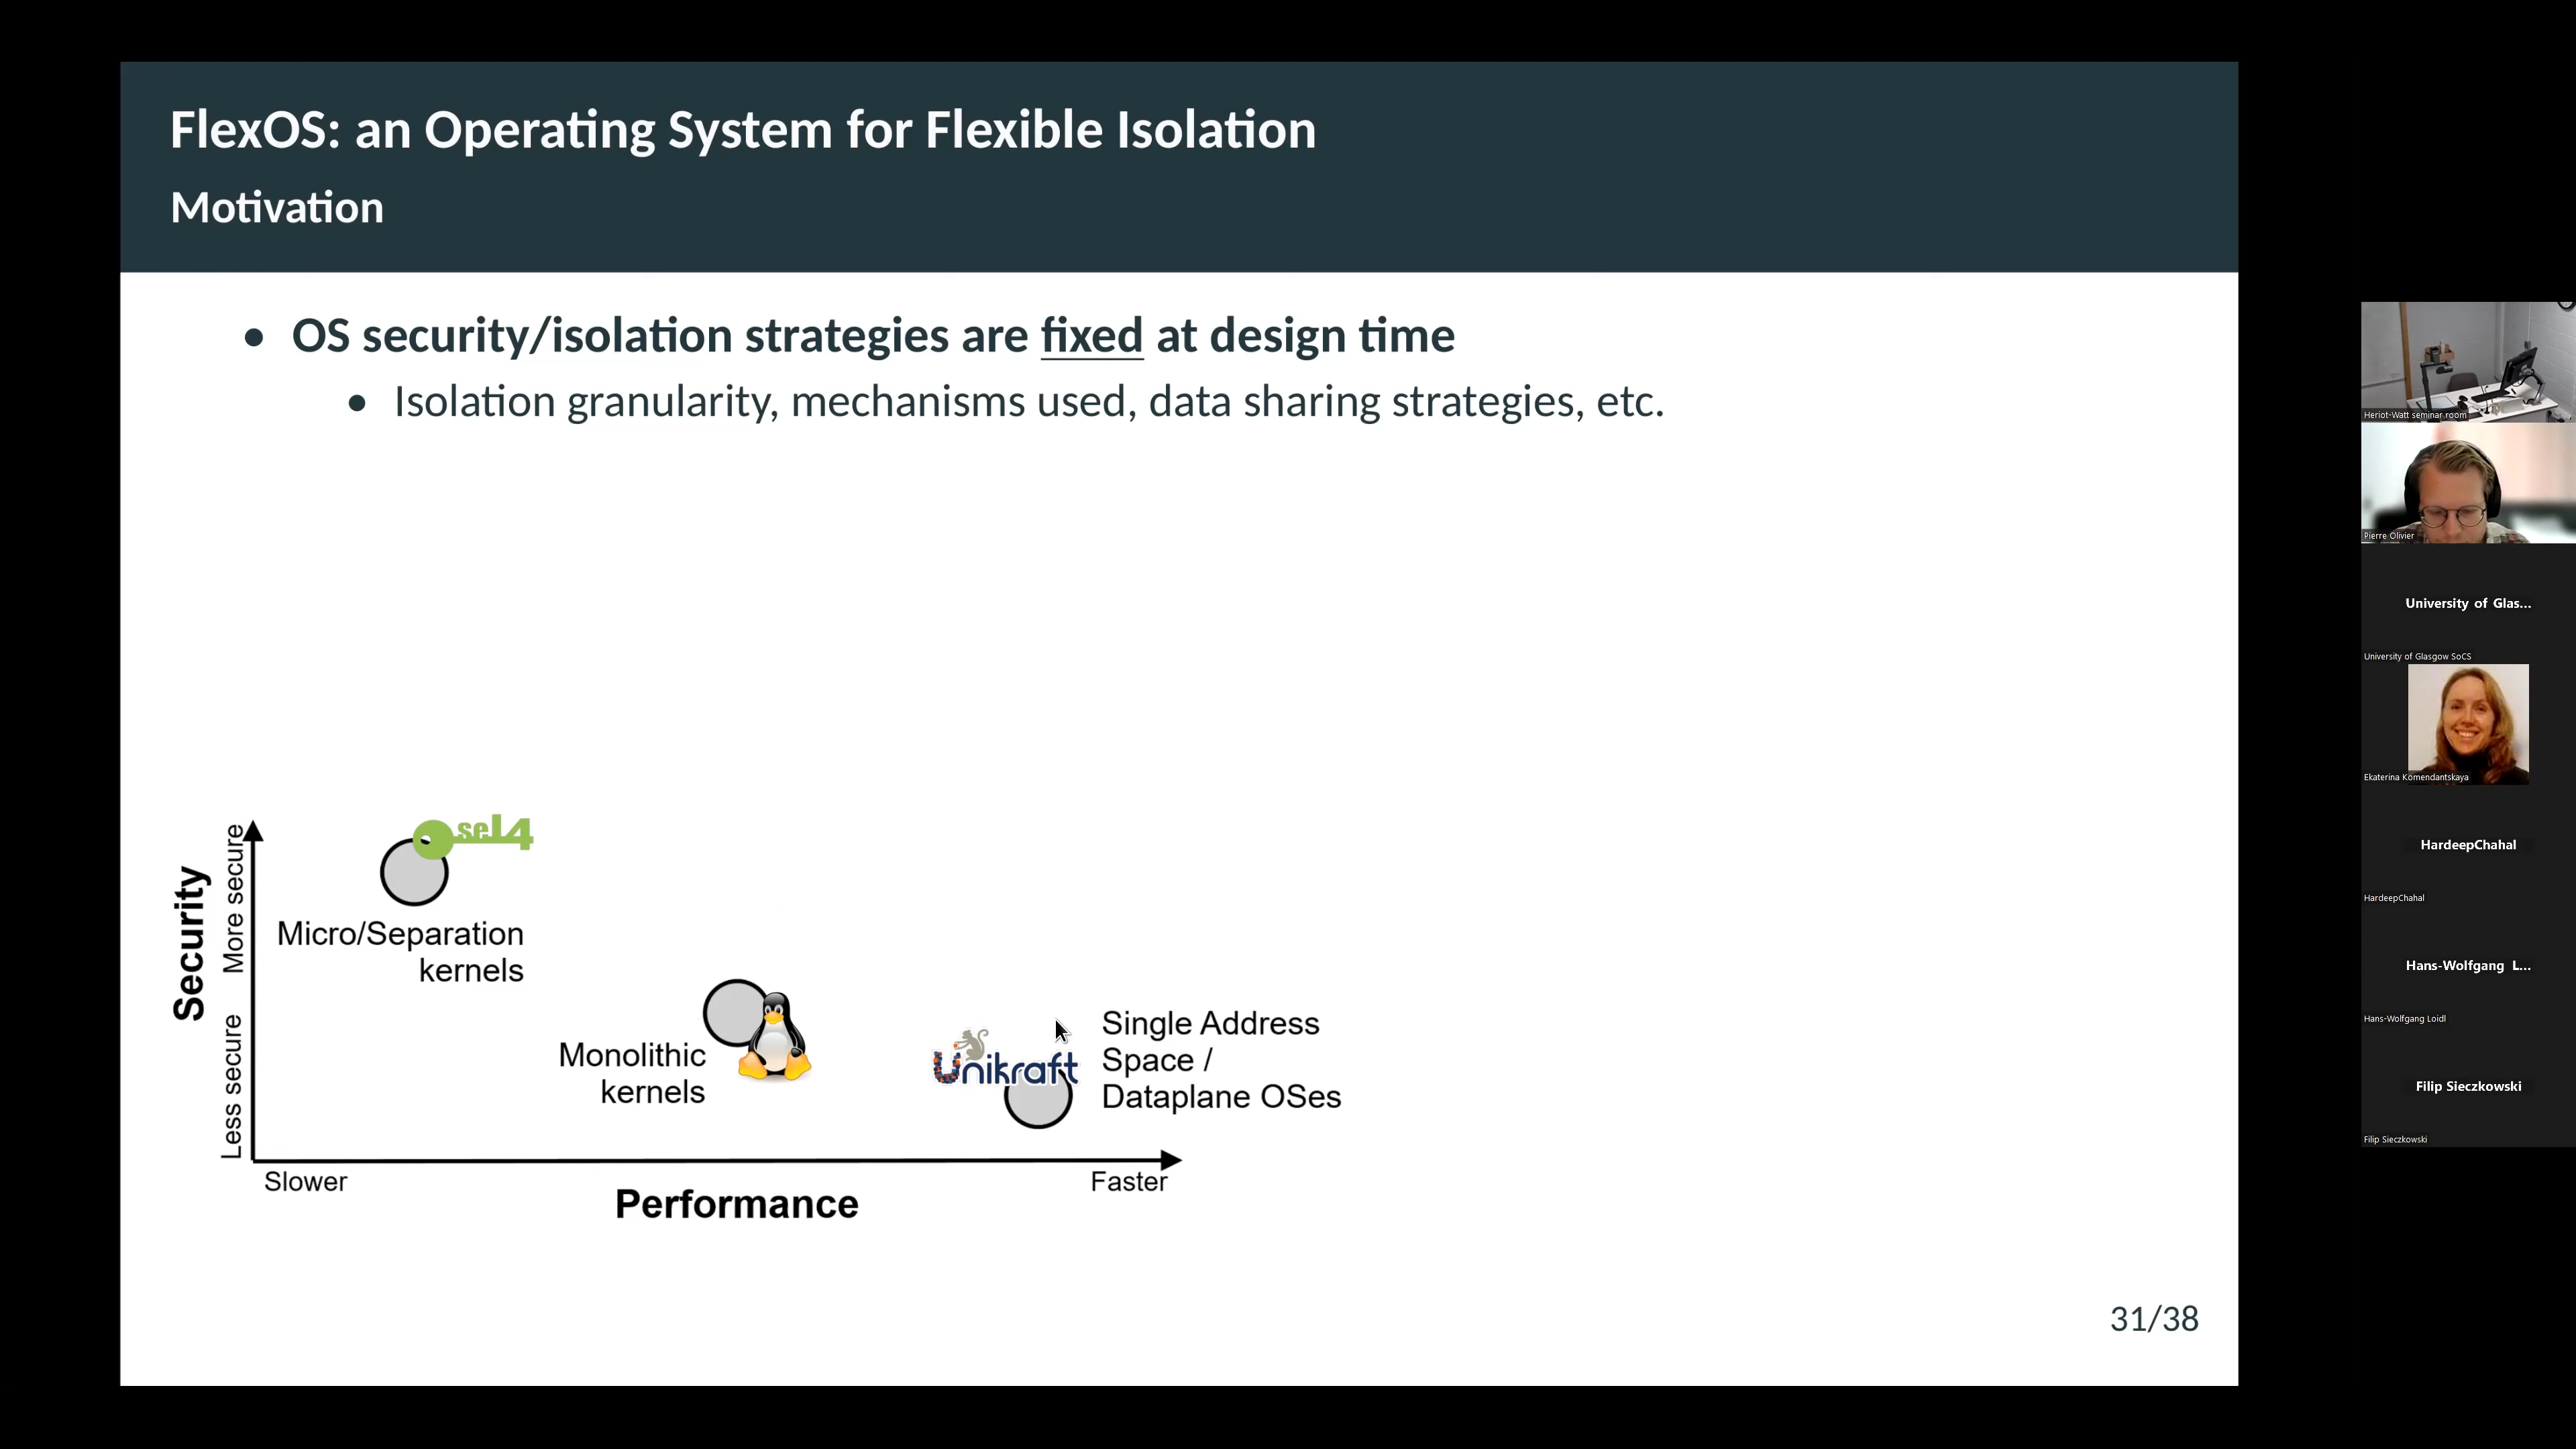 FlexOS: an Operating System for Flexible Isolation
Motivation
• OS security/isolation strategies are fixed at design time
• Isolation granularity, mechanisms used, data sharing strategies, etc.
Security
More secure
Less secure
seL4
Micro/Separation
kernels
Monolithic
kernels
Unikraft
Single Address
Space /
Dataplane OSes
Slower
Faster
Performance
31/38
Heriot-Watt seminar room
Pierre Olivier
University of Glas...
University of Glasgow SoCS
Ekaterina Komendantskaya
HardeepChahal
HardeepChahal
Hans-Wolfgang L...
Hans-Wolfgang Loidl
Filip Sieczkowski
Filip Sieczkowski